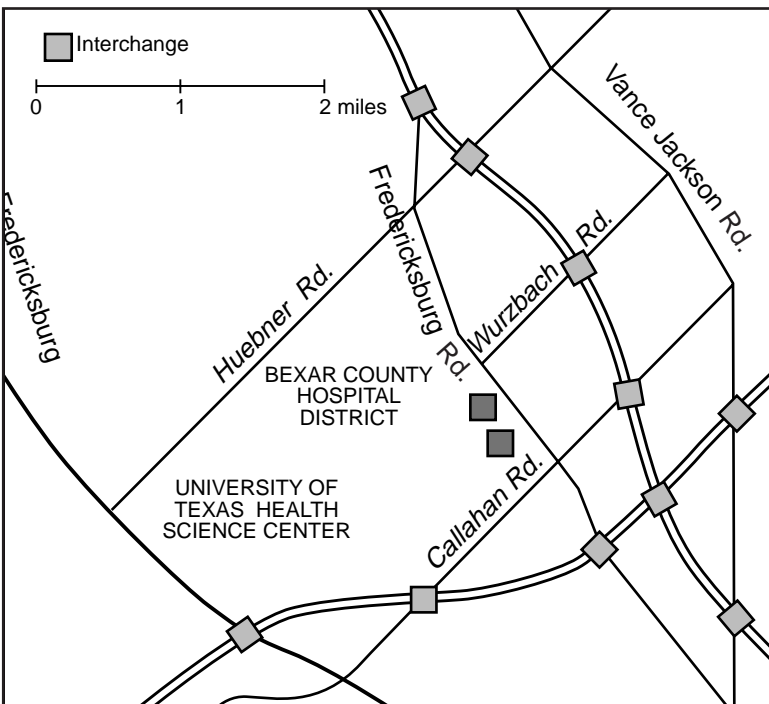 Interchange
0 1 2 miles
Vance Jackson Rd.
Fredericksburg
Fredericksburg Rd.
Wurzbach Rd.
Huebner Rd.
BEXAR COUNTY
HOSPITAL
DISTRICT
UNIVERSITY OF
TEXAS HEALTH
SCIENCE CENTER
Callahan Rd.